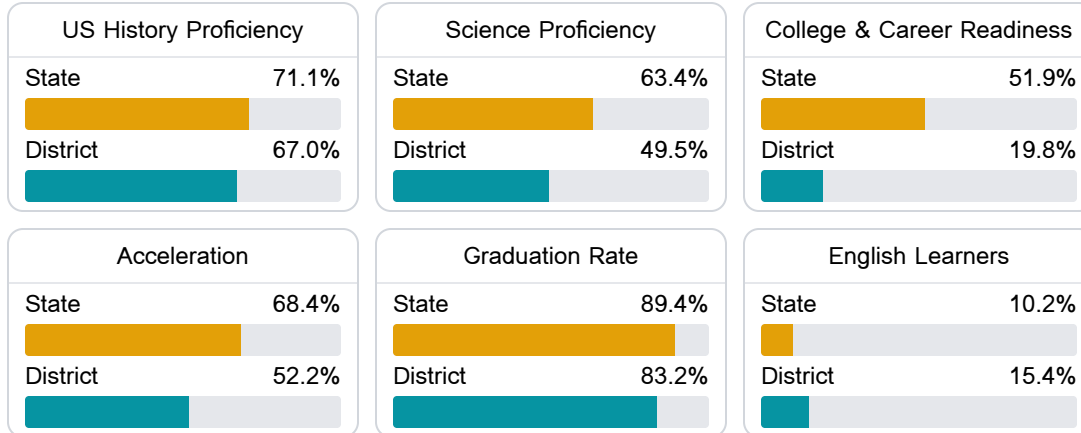 US History Proficiency
State 71.1%
District 67.0%
Science Proficiency
State 63.4%
District 49.5%
College & Career Readiness
State 51.9%
District 19.8%
Acceleration
State 68.4%
District 52.2%
Graduation Rate
State 89.4%
District 83.2%
English Learners
State 10.2%
District 15.4%